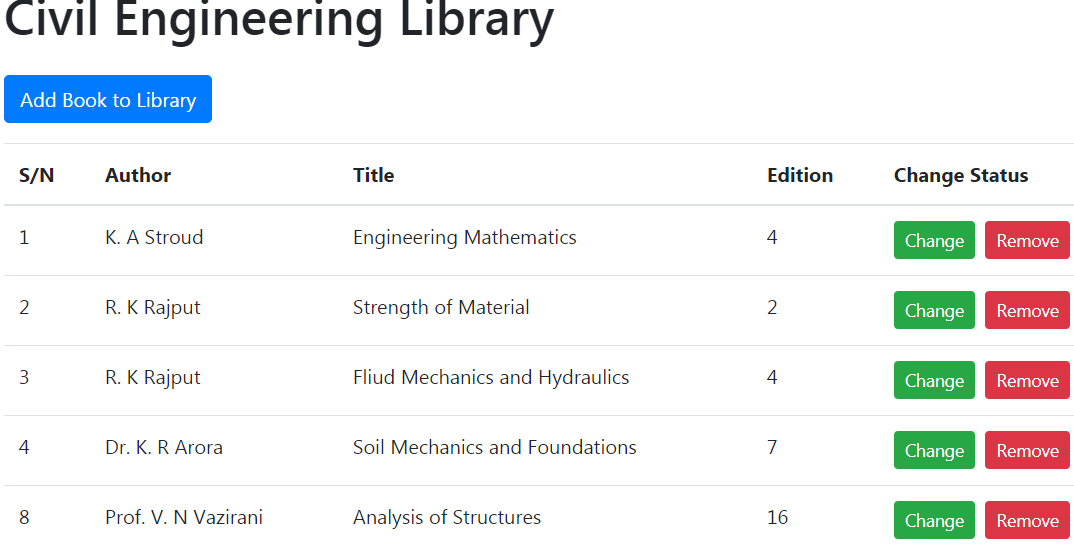 Civil Engineering Library
Add Book to Library
S/N Author Title Edition Change Status
1 K. A Stroud Engineering Mathematics 4 Change Remove
2 R. K Rajput Strength of Material 2 Change Remove
3 R. K Rajput Fliud Mechanics and Hydraulics 4 Change Remove
4 Dr. K. R Arora Soil Mechanics and Foundations 7 Change Remove
8 Prof. V. N Vazirani Analysis of Structures 16 Change Remove